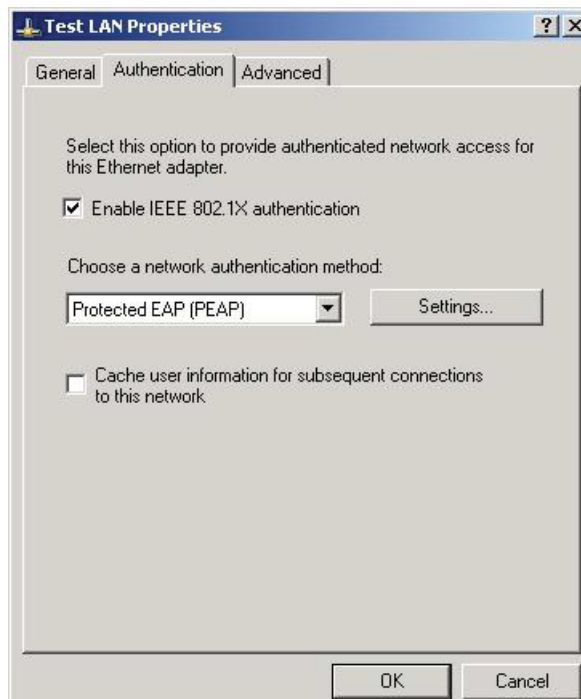 Test LAN Properties
General Authentication Advanced
Select this option to provide authenticated network access for
this Ethernet adapter.
Enable IEEE 802.1X authentication
Choose a network authentication method:
Protected EAP (PEAP) Settings...
Cache user information for subsequent connections
to this network
OK Cancel